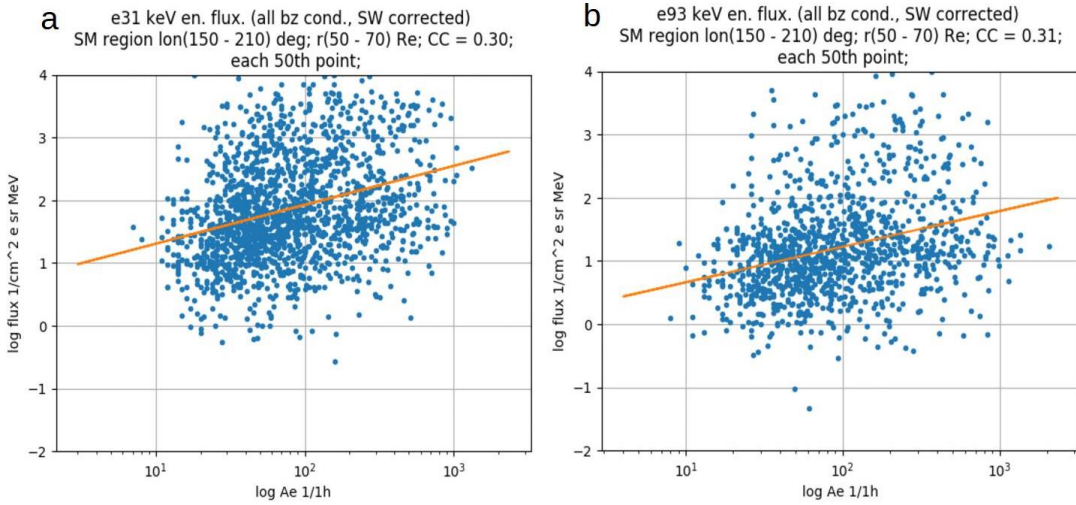 a
e31 keV en. flux. (all bz cond., SW corrected)
SM region lon(150 - 210) deg; r(50 - 70) Re; CC = 0.30;
each 50th point;
log flux 1/cm^2 e sr MeV
4
3
2
1
0
−1
−2
10^1
10^2
10^3
log Ae 1/1h
b
e93 keV en. flux. (all bz cond., SW corrected)
SM region lon(150 - 210) deg; r(50 - 70) Re; CC = 0.31;
each 50th point;
log flux 1/cm^2 e sr MeV
4
3
2
1
0
−1
−2
10^1
10^2
10^3
log Ae 1/1h